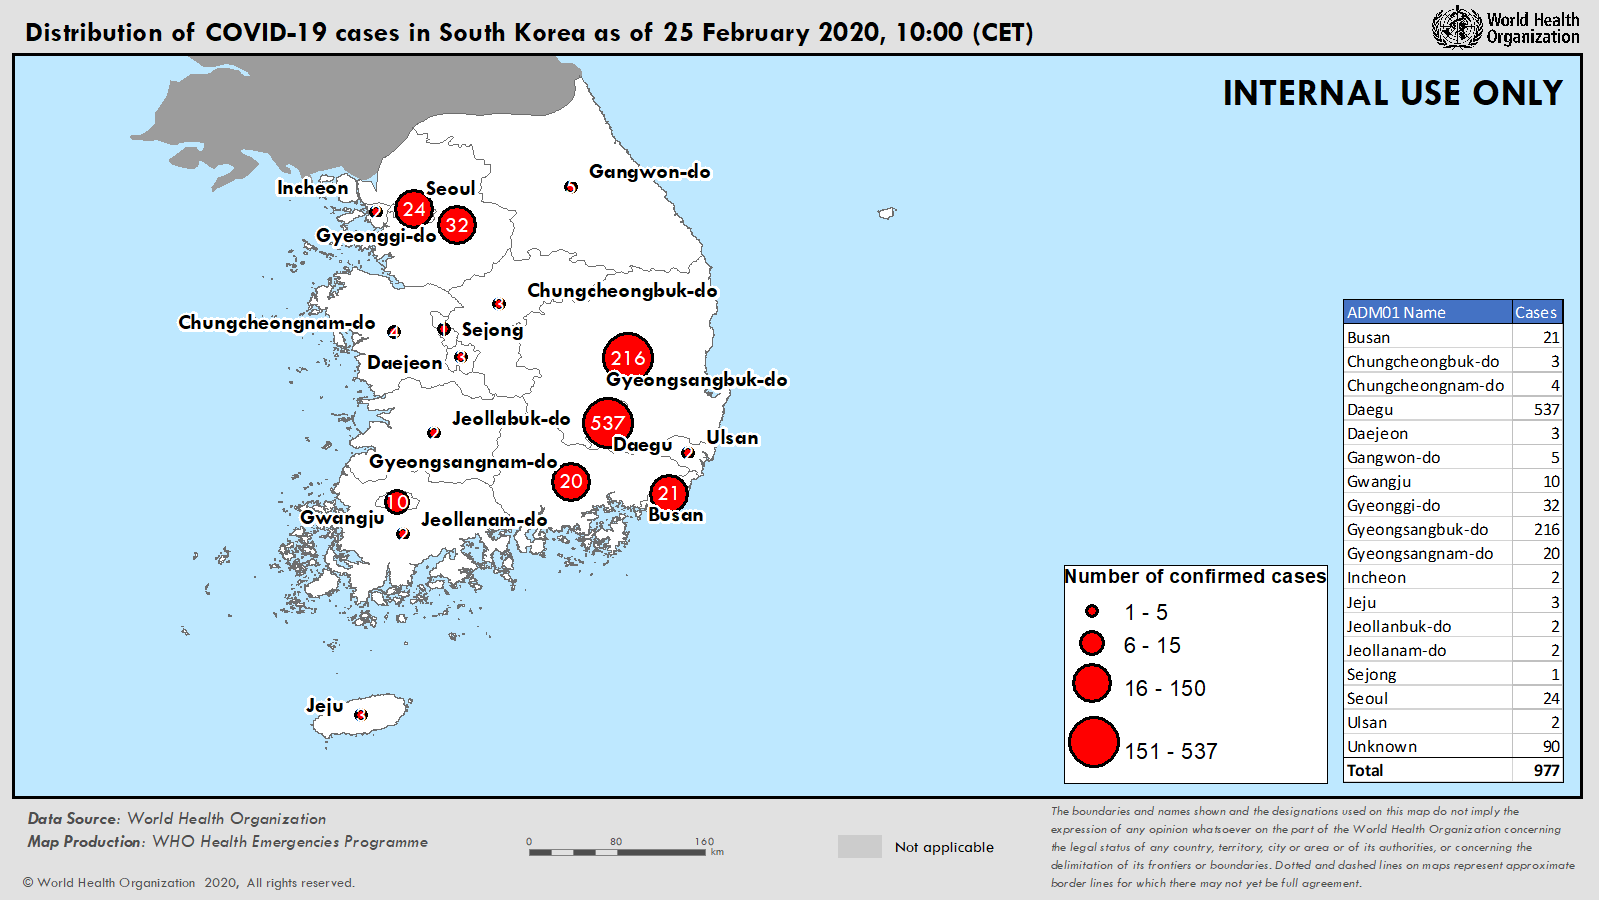 Distribution of COVID-19 cases in South Korea as of 25 February 2020, 10:00 (CET)
World Health
Organization
INTERNAL USE ONLY
Gangwon-do
5
Incheon
Seoul
2
24
32
Gyeonggi-do
Chungcheongbuk-do
3
Chungcheongnam-do
4
1
Sejong
Daejeon
3
216
Gyeongsangbuk-do
Jeollabuk-do
2
537
Daegu
Ulsan
2
Gyeongsangnam-do
20
21
Busan
10
Gwangju
Jeollanam-do
2
Jeju
3
ADM01 Name Cases
Busan 21
Chungcheongbuk-do 3
Chungcheongnam-do 4
Daegu 537
Daejeon 3
Gangwon-do 5
Gwangju 10
Gyeonggi-do 32
Gyeongsangbuk-do 216
Gyeongsangnam-do 20
Incheon 2
Jeju 3
Jeollanbuk-do 2
Jeollanam-do 2
Sejong 1
Seoul 24
Ulsan 2
Unknown 90
Total 977
Number of confirmed cases
1 - 5
6 - 15
16 - 150
151 - 537
Data Source: World Health Organization
Map Production: WHO Health Emergencies Programme
© World Health Organization 2020, All rights reserved.
0 80 160
km
Not applicable
The boundaries and names shown and the designations used on this map do not imply the
expression of any opinion whatsoever on the part of the World Health Organization concerning
the legal status of any country, territory, city or area or of its authorities, or concerning the
delimitation of its frontiers or boundaries. Dotted and dashed lines on maps represent approximate
border lines for which there may not yet be full agreement.